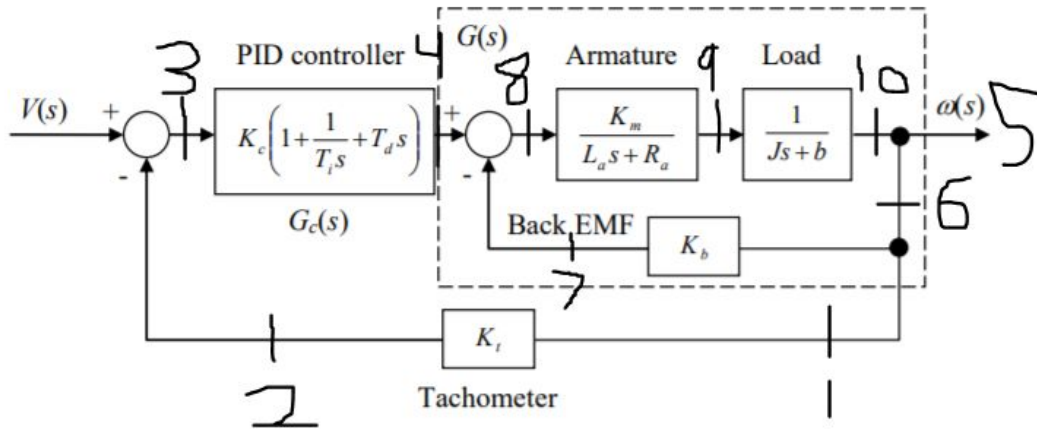 3 PID controller 4 G(s) 8 Armature 9 Load 10
V(s) + + ω(s) 5
K_c(1 + 1/(T_i s) + T_d s) K_m/(L_a s + R_a) 1/(Js + b)
- - 6
G_c(s) Back EMF K_b
7
K_t
2 Tachometer 1